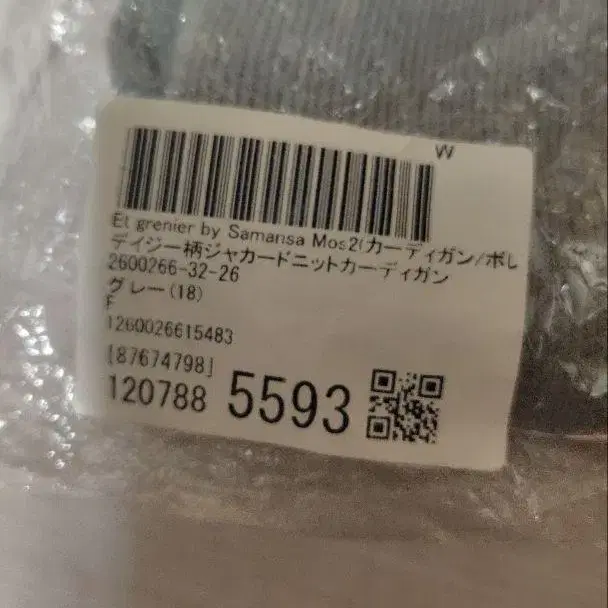 W
Et grenier by Samansa Mos2(カーディガン/ボレ
デイジー柄ジャカードニットカーディガン
2600266-32-26
グレー(18)
F
1260026615483
[87674798]
120788 5593